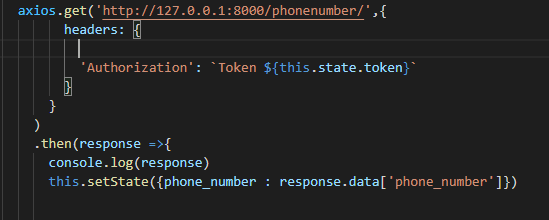 axios.get('http://127.0.0.1:8000/phonenumber/',{
headers: {
'Authorization': `Token ${this.state.token}`
}
}
)
.then(response =>{
console.log(response)
this.setState({phone_number : response.data['phone_number']})